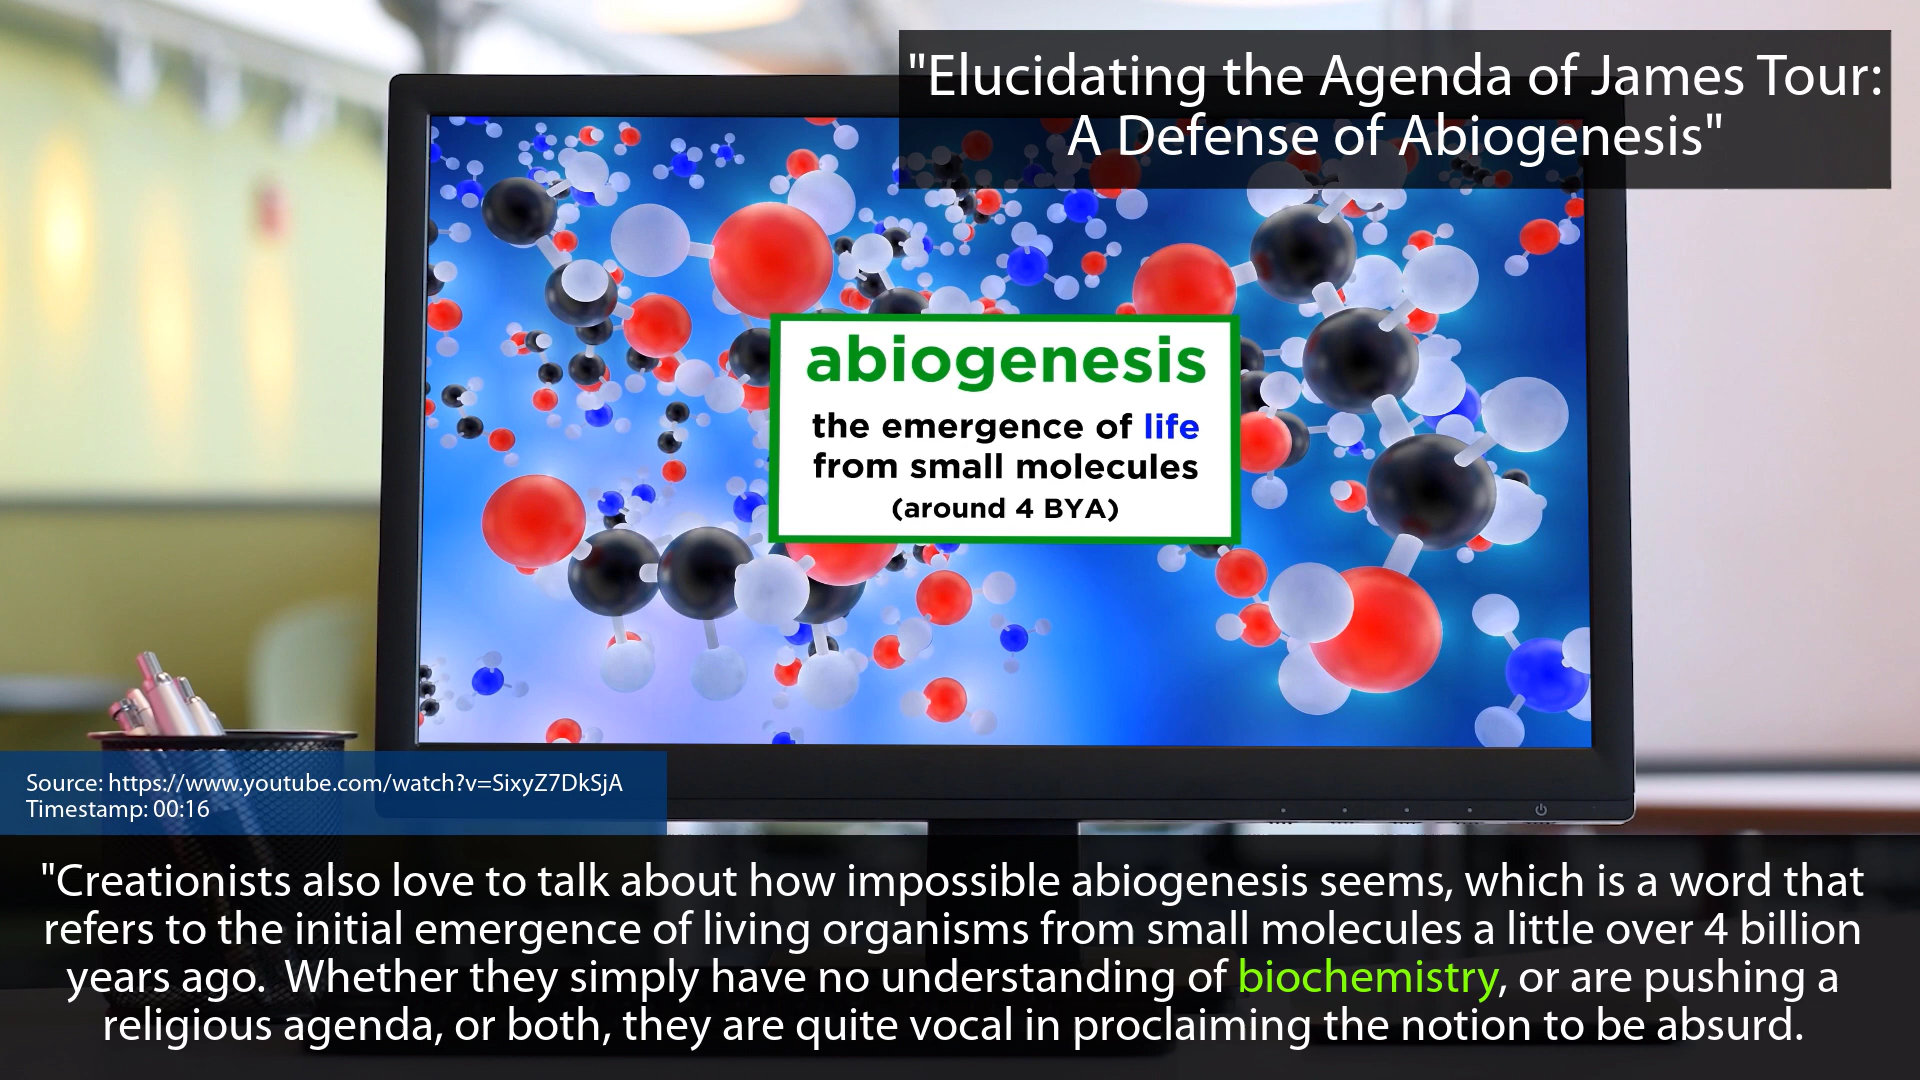 "Elucidating the Agenda of James Tour:
A Defense of Abiogenesis"
abiogenesis
the emergence of life
from small molecules
(around 4 BYA)
Source: https://www.youtube.com/watch?v=SixyZ7DkSjA
Timestamp: 00:16
"Creationists also love to talk about how impossible abiogenesis seems, which is a word that
refers to the initial emergence of living organisms from small molecules a little over 4 billion
years ago.  Whether they simply have no understanding of biochemistry, or are pushing a
religious agenda, or both, they are quite vocal in proclaiming the notion to be absurd.